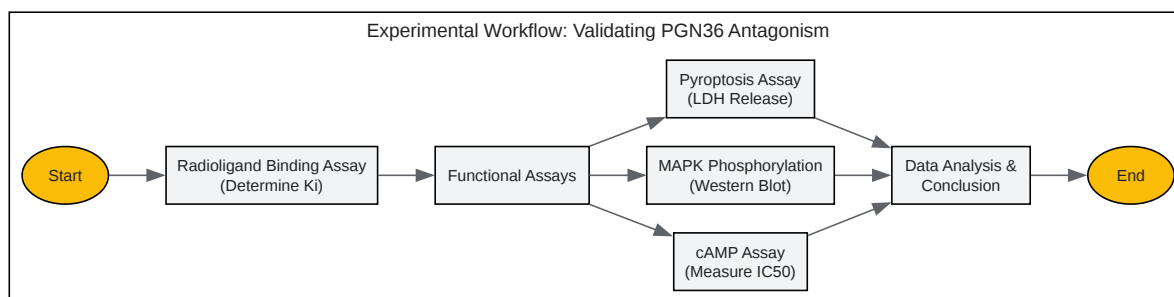 Experimental Workflow: Validating PGN36 Antagonism
Start
Radioligand Binding Assay
(Determine Ki)
Functional Assays
Pyroptosis Assay
(LDH Release)
MAPK Phosphorylation
(Western Blot)
cAMP Assay
(Measure IC50)
Data Analysis &
Conclusion
End